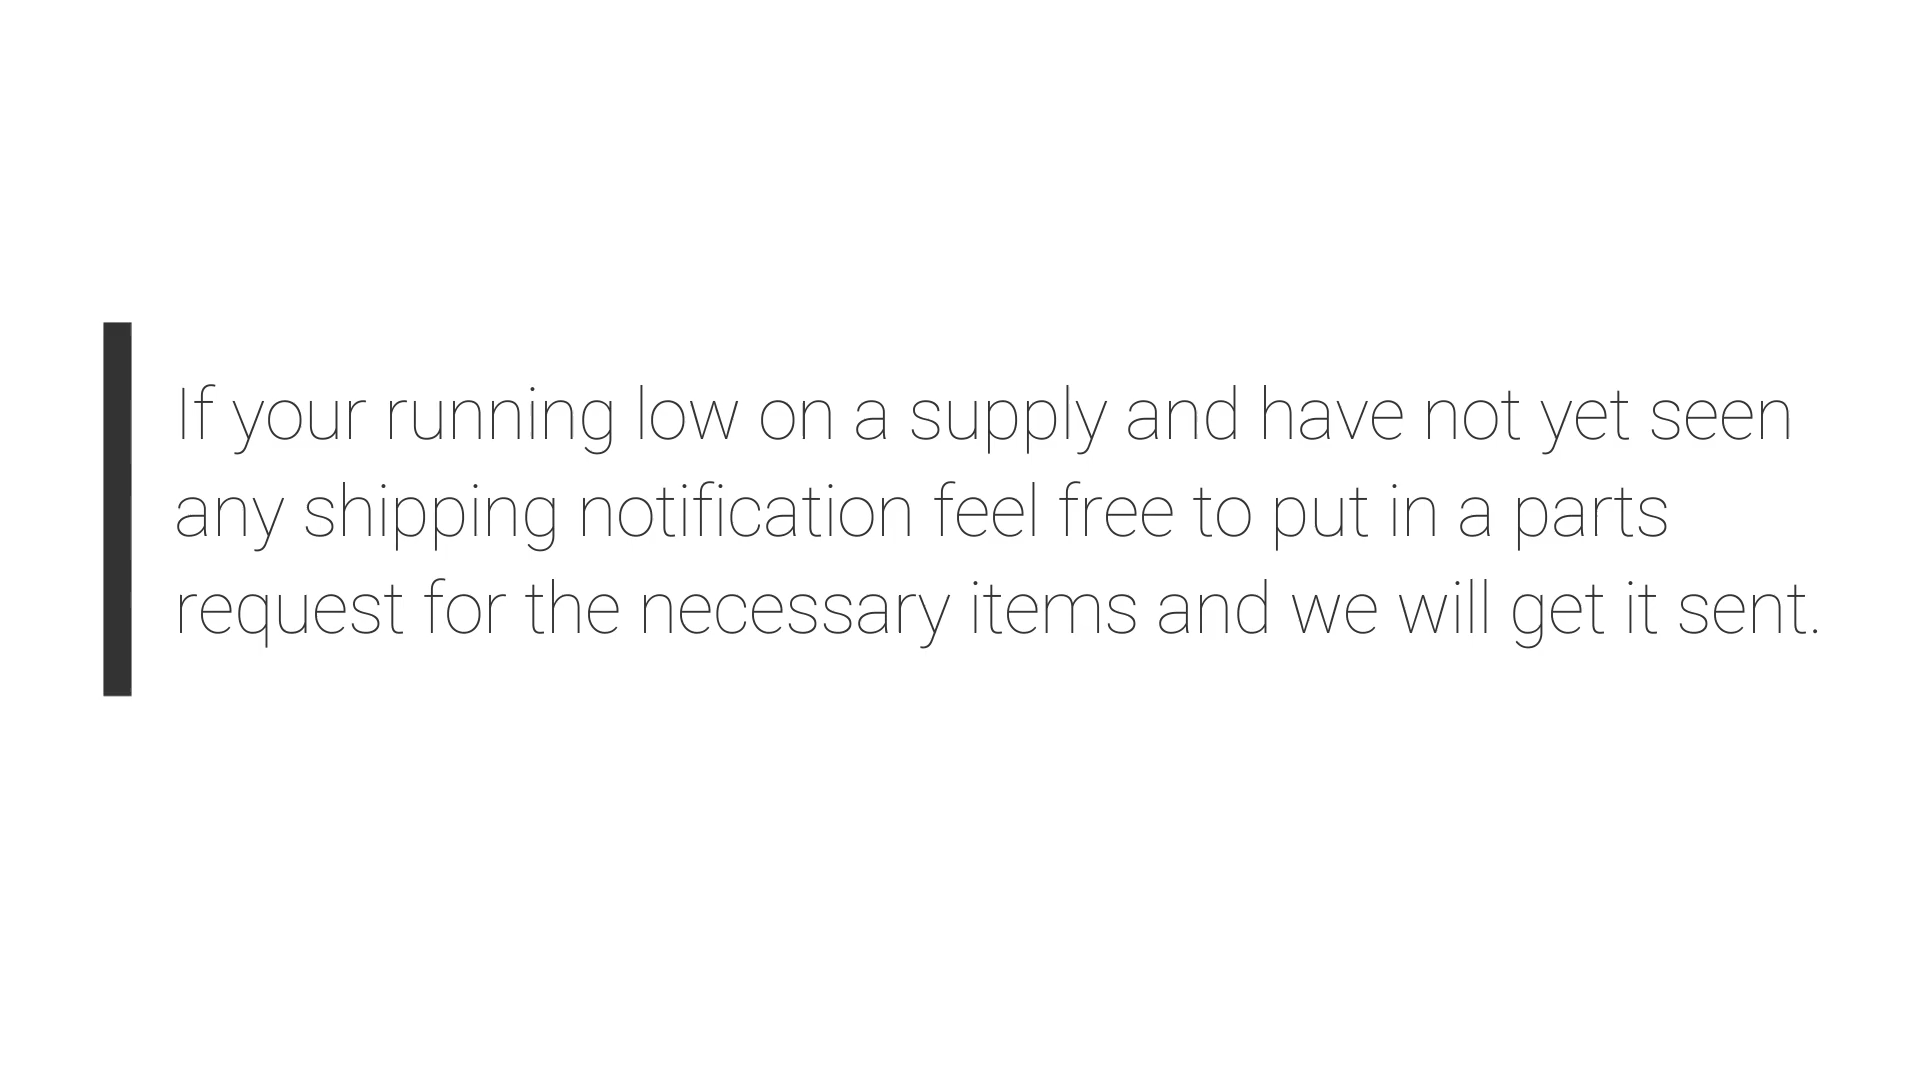 If your running low on a supply and have not yet seen
any shipping notification feel free to put in a parts
request for the necessary items and we will get it sent.